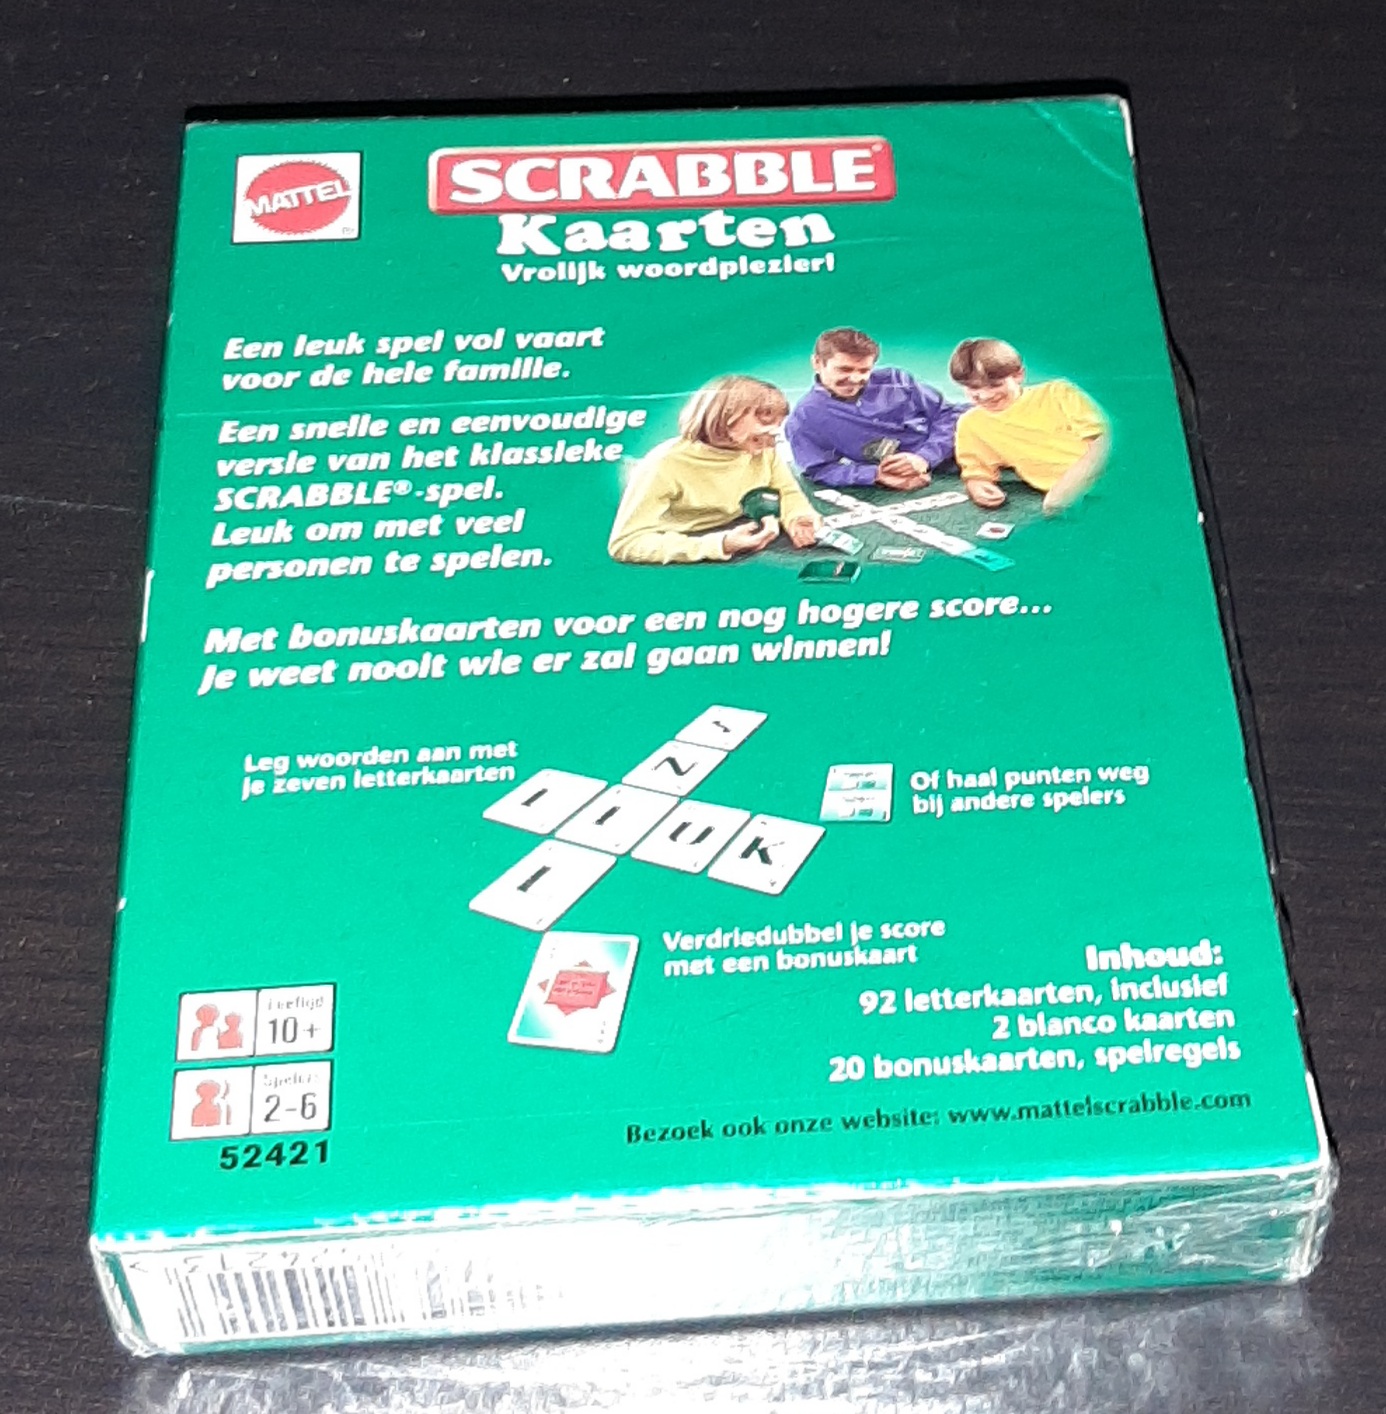 MATTEL
SCRABBLE®
Kaarten
Vrolijk woordplezier!
Een leuk spel vol vaart
voor de hele familie.
Een snelle en eenvoudige
versie van het klassieke
SCRABBLE®-spel.
Leuk om met veel
personen te spelen.
Met bonuskaarten voor een nog hogere score...
Je weet nooit wie er zal gaan winnen!
Leg woorden aan met
je zeven letterkaarten
J
N
I
U
K
Of haal punten weg
bij andere spelers
Verdriedubbel je score
met een bonuskaart
Inhoud:
92 letterkaarten, inclusief
2 blanco kaarten
20 bonuskaarten, spelregels
Leeftijd
10+
Spelers
2-6
52421
Bezoek ook onze website: www.mattelscrabble.com